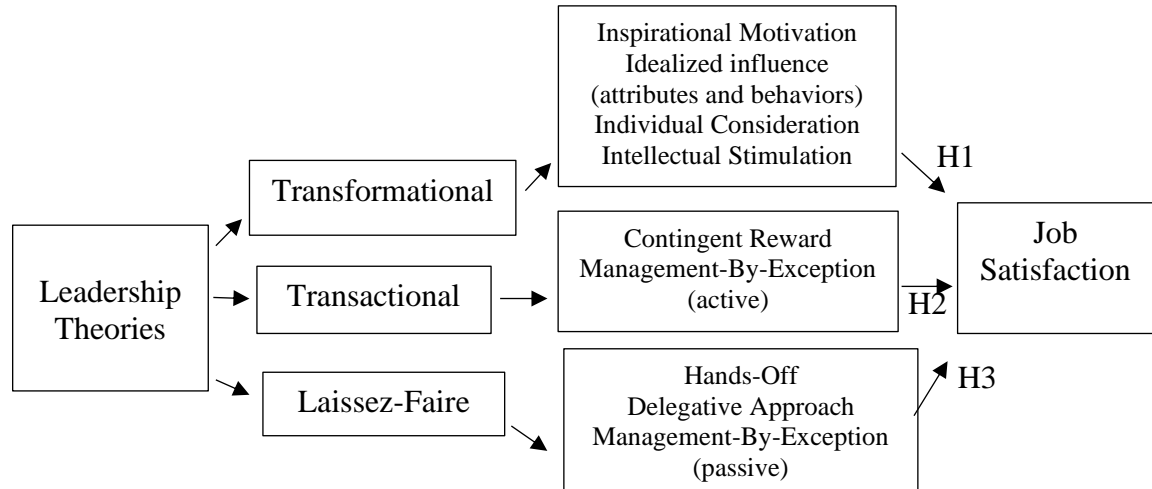 Leadership
Theories
Transformational
Transactional
Laissez-Faire
Inspirational Motivation
Idealized influence
(attributes and behaviors)
Individual Consideration
Intellectual Stimulation
Contingent Reward
Management-By-Exception
(active)
Hands-Off
Delegative Approach
Management-By-Exception
(passive)
H1
H2
H3
Job
Satisfaction